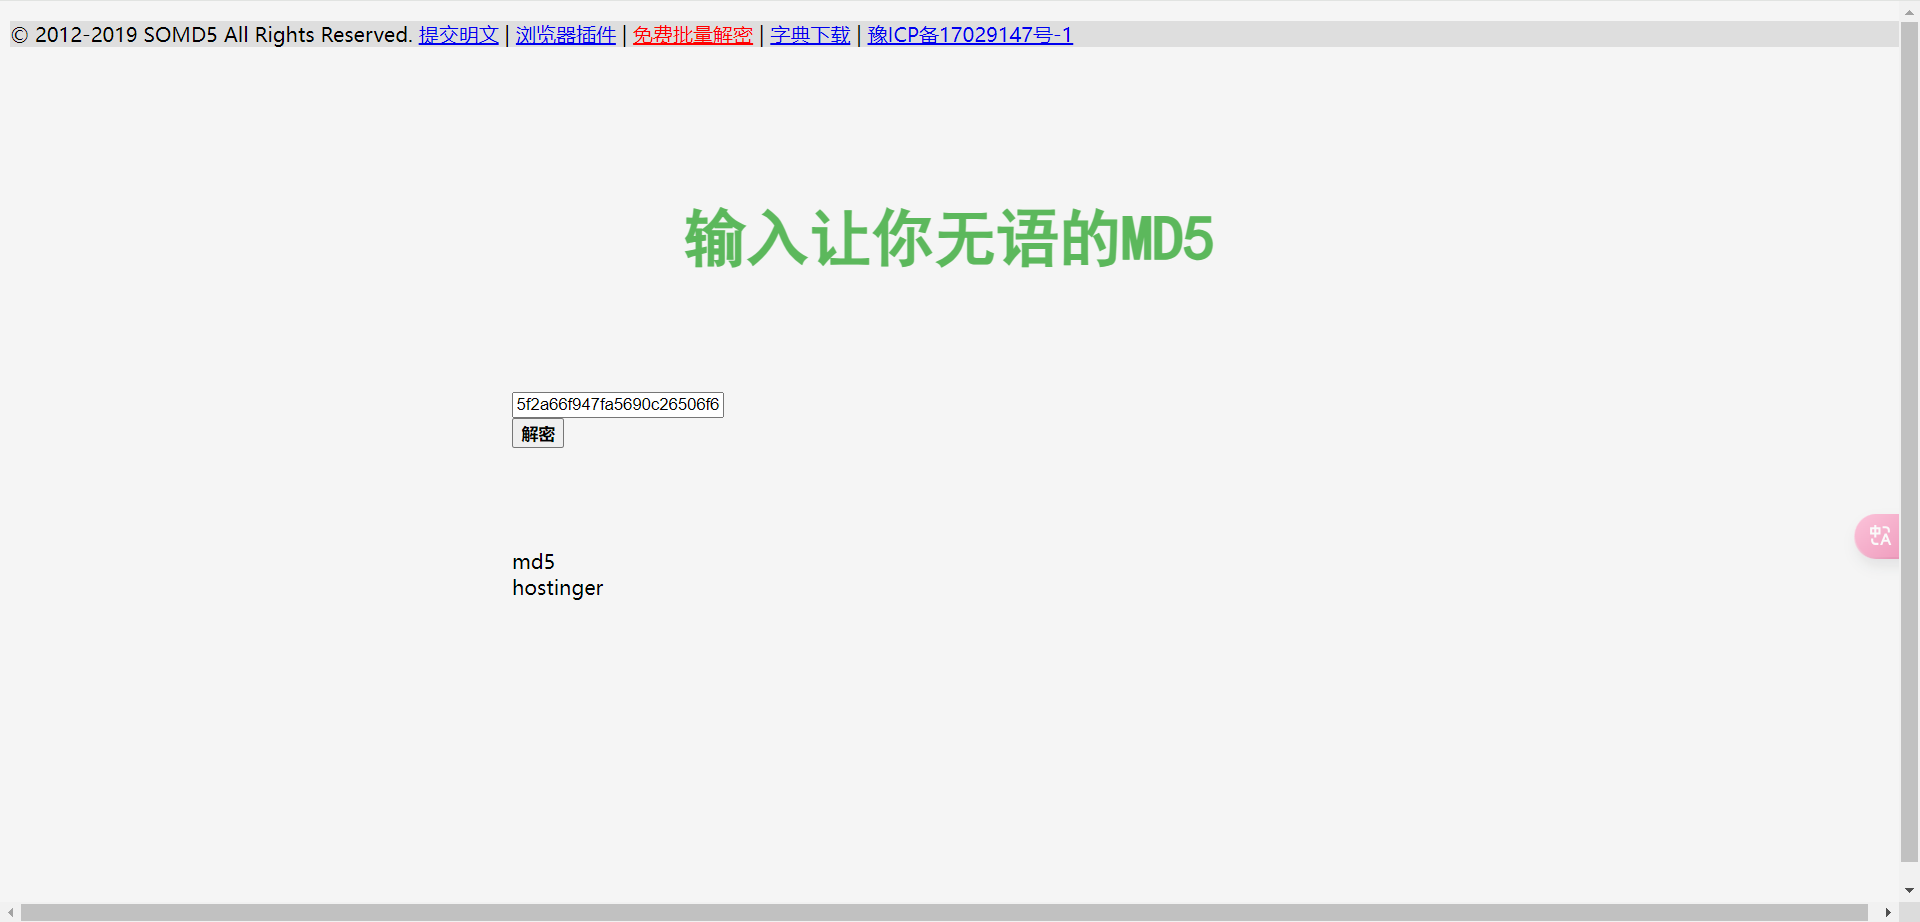 © 2012-2019 SOMD5 All Rights Reserved. 提交明文 | 浏览器插件 | 免费批量解密 | 字典下载 | 豫ICP备17029147号-1
输入让你无语的MD5
5f2a66f947fa5690c26506f6
解密
中A
md5
hostinger